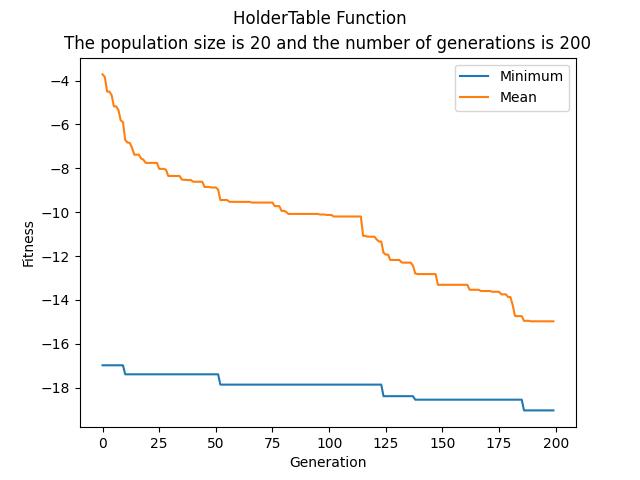 HolderTable Function
The population size is 20 and the number of generations is 200
Minimum
Mean
−4
−6
−8
−10
−12
−14
−16
−18
Fitness
0
25
50
75
100
125
150
175
200
Generation